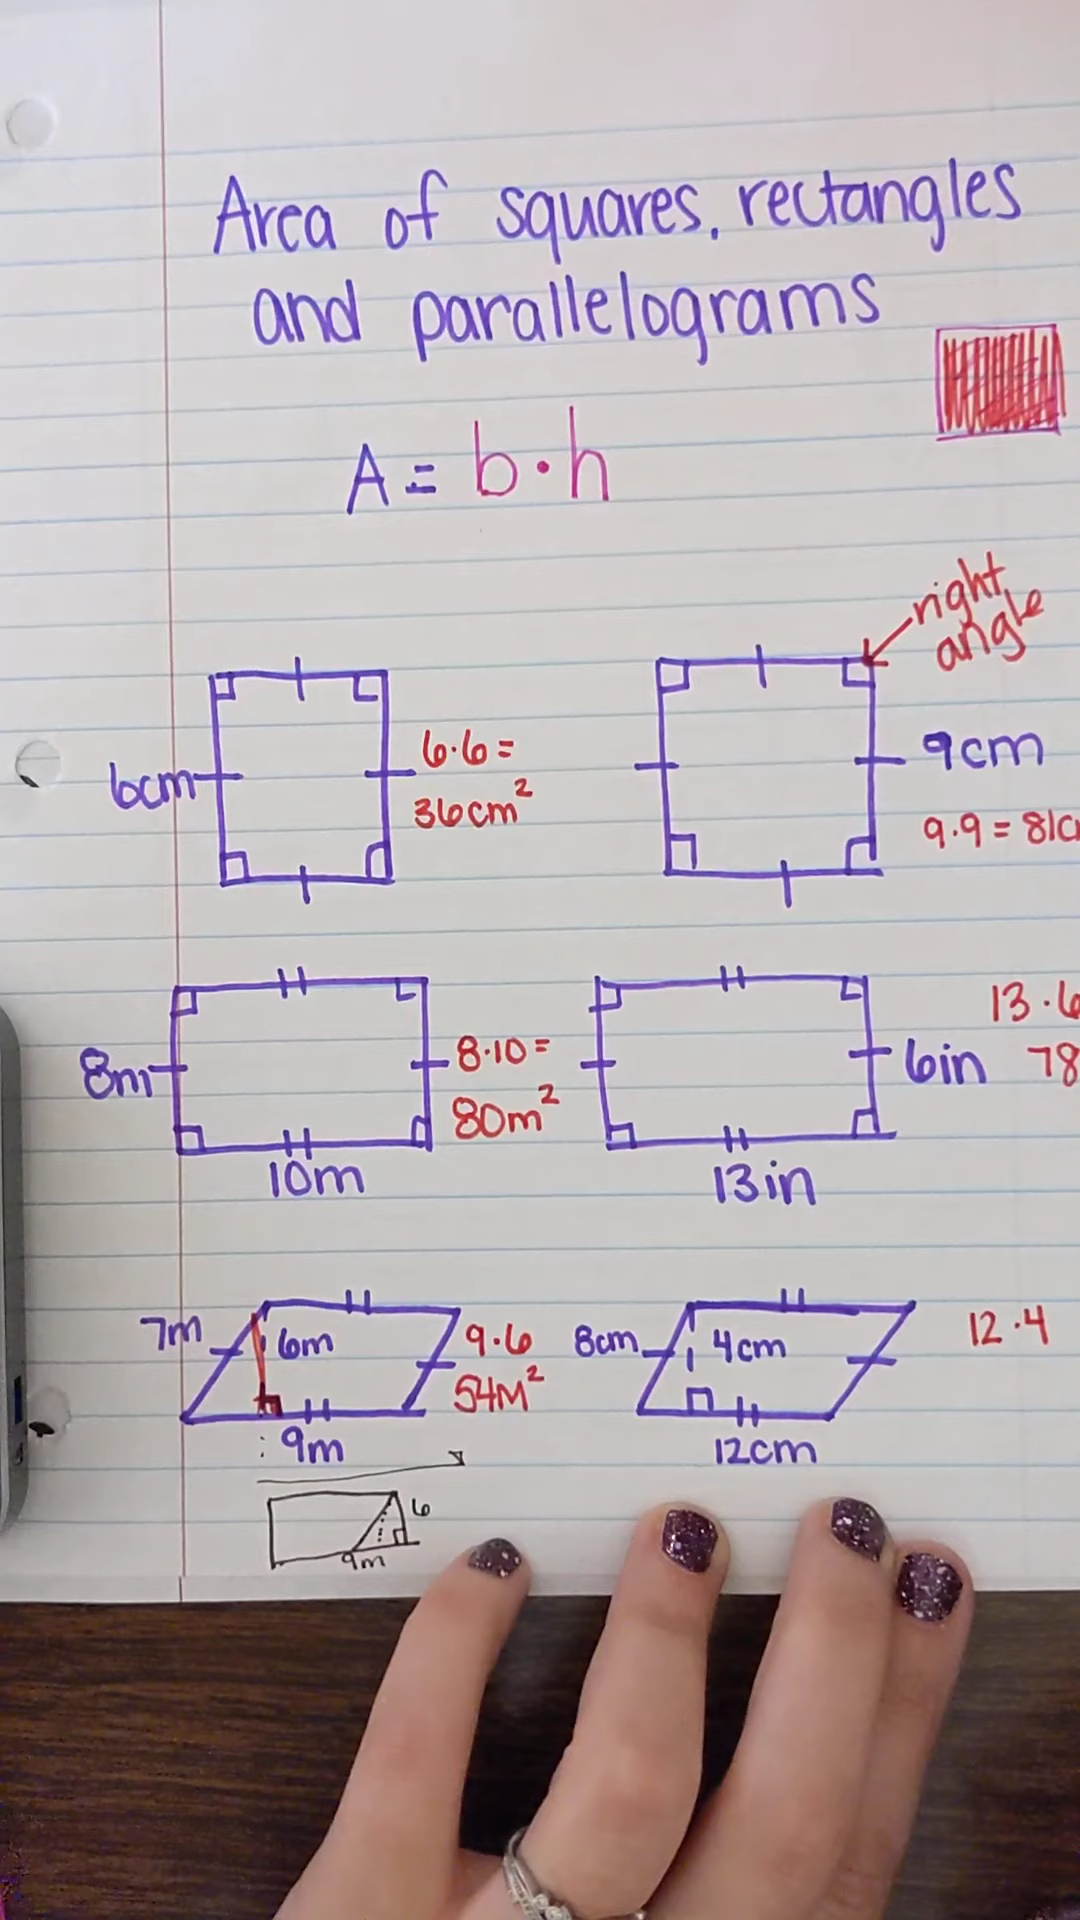 Area of squares, rectangles
and parallelograms
A = b·h
right
angle
6cm
6·6=
36cm²
9cm
9·9=81c
8m
8·10=
80m²
10m
13·6
6in
78
13in
7m
6m
9·6
54M²
9m
8cm
4cm
12·4
12cm
6
9m